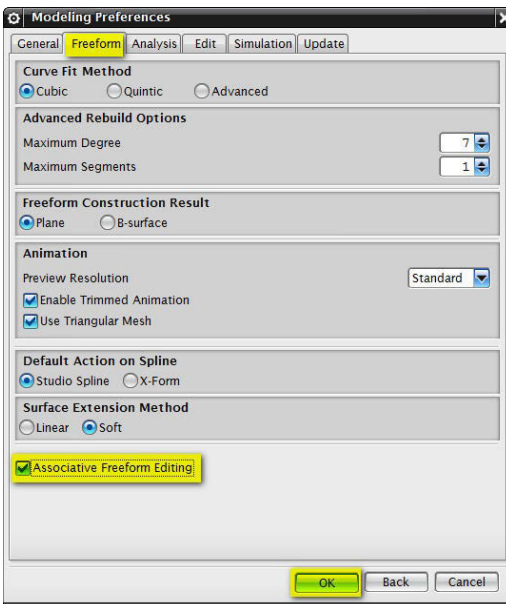 Modeling Preferences
General Freeform Analysis Edit Simulation Update
Curve Fit Method
Cubic Quintic Advanced
Advanced Rebuild Options
Maximum Degree 7
Maximum Segments 1
Freeform Construction Result
Plane B-surface
Animation
Preview Resolution Standard
Enable Trimmed Animation
Use Triangular Mesh
Default Action on Spline
Studio Spline X-Form
Surface Extension Method
Linear Soft
Associative Freeform Editing
OK Back Cancel